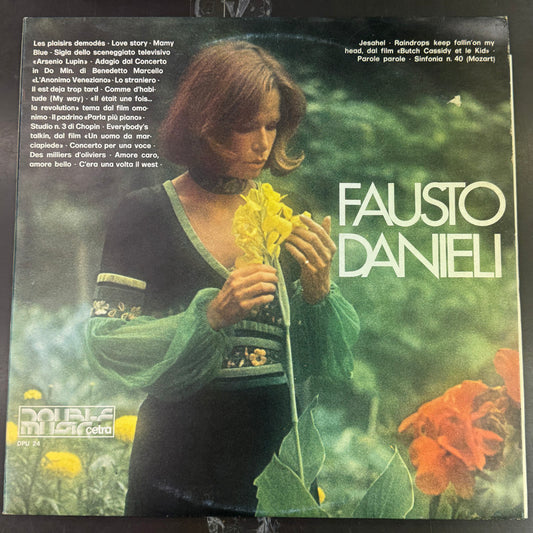 Les plaisirs demodés - Love story - Mamy
Blue - Sigla dello sceneggiato televisivo
«Arsenio Lupin» - Adagio dal Concerto
in Do Min. di Benedetto Marcello
«L'Anonimo Veneziano» - Lo straniero -
Il est deja trop tard - Comme d'habi-
tude (My way) - «Il était une fois...
la revolution» tema dal film omo-
nimo - Il padrino «Parla più piano» -
Studio n. 3 di Chopin - Everybody's
talkin, dal film «Un uomo da mar-
ciapiede» - Concerto per una voce -
Des milliers d'oliviers - Amore caro,
amore bello - C'era una volta il west -
Jesahel - Raindrops keep fallin'on my
head, dal film «Butch Cassidy et le Kid» -
Parole parole - Sinfonia n. 40 (Mozart)
FAUSTO
DANIELI
DOUBLE
MUSIC cetra
DPU 24